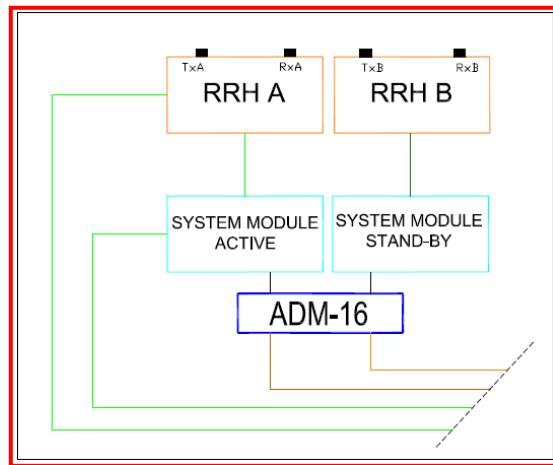 TxA RxA TxB RxB
RRH A RRH B
SYSTEM MODULE
ACTIVE
SYSTEM MODULE
STAND-BY
ADM-16